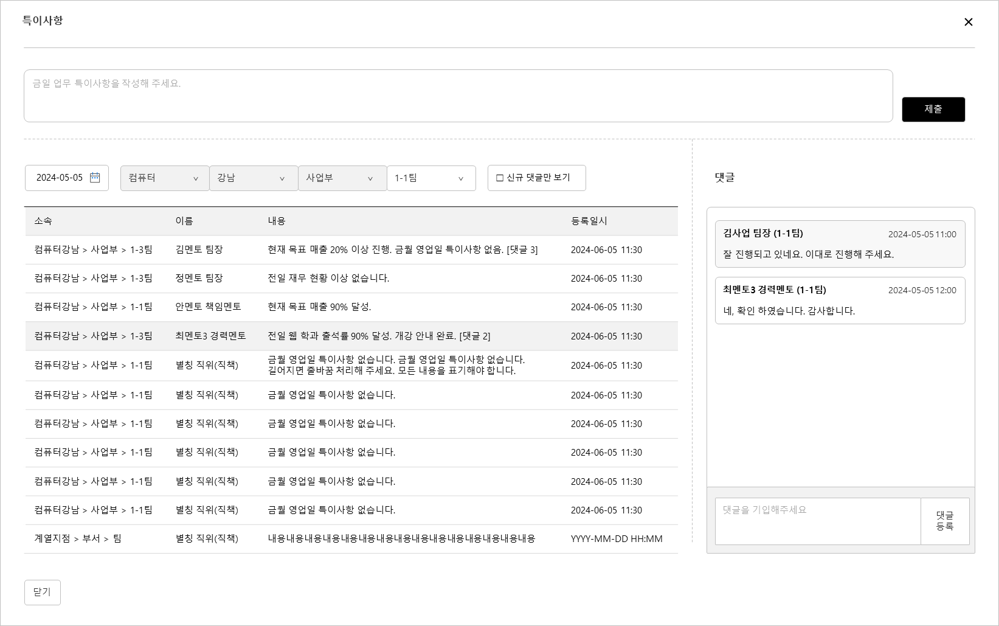 특이사항
금일 업무 특이사항을 작성해 주세요.
제출
2024-05-05 컴퓨터 강남 사업부 1-1팀 신규 댓글만 보기
소속 이름 내용 등록일시
컴퓨터강남 > 사업부 > 1-3팀 김멘토 팀장 현재 목표 매출 20% 이상 진행. 금월 영업일 특이사항 없음. [댓글 3] 2024-06-05 11:30
컴퓨터강남 > 사업부 > 1-3팀 정멘토 팀장 전일 재무 현황 이상 없습니다. 2024-06-05 11:30
컴퓨터강남 > 사업부 > 1-1팀 안멘토 책임멘토 현재 목표 매출 90% 달성. 2024-06-05 11:30
컴퓨터강남 > 사업부 > 1-3팀 최멘토3 경력멘토 전일 웹 학과 출석률 90% 달성. 개강 안내 완료. [댓글 2] 2024-06-05 11:30
컴퓨터강남 > 사업부 > 1-1팀 별칭 직위(직책) 금월 영업일 특이사항 없습니다. 금월 영업일 특이사항 없습니다.
길어지면 줄바꿈 처리해 주세요. 모든 내용을 표기해야 합니다. 2024-06-05 11:30
컴퓨터강남 > 사업부 > 1-1팀 별칭 직위(직책) 금월 영업일 특이사항 없습니다. 2024-06-05 11:30
컴퓨터강남 > 사업부 > 1-1팀 별칭 직위(직책) 금월 영업일 특이사항 없습니다. 2024-06-05 11:30
컴퓨터강남 > 사업부 > 1-1팀 별칭 직위(직책) 금월 영업일 특이사항 없습니다. 2024-06-05 11:30
컴퓨터강남 > 사업부 > 1-1팀 별칭 직위(직책) 금월 영업일 특이사항 없습니다. 2024-06-05 11:30
컴퓨터강남 > 사업부 > 1-1팀 별칭 직위(직책) 금월 영업일 특이사항 없습니다. 2024-06-05 11:30
계열지점 > 부서 > 팀 별칭 직위(직책) 내용내용내용내용내용내용내용내용내용내용내용내용내용내용내용 YYYY-MM-DD HH:MM
댓글
김사업 팀장 (1-1팀) 2024-05-05 11:00
잘 진행되고 있네요. 이대로 진행해 주세요.
최멘토3 경력멘토 (1-1팀) 2024-05-05 12:00
네, 확인 하였습니다. 감사합니다.
댓글을 기입해주세요
댓글
등록
닫기